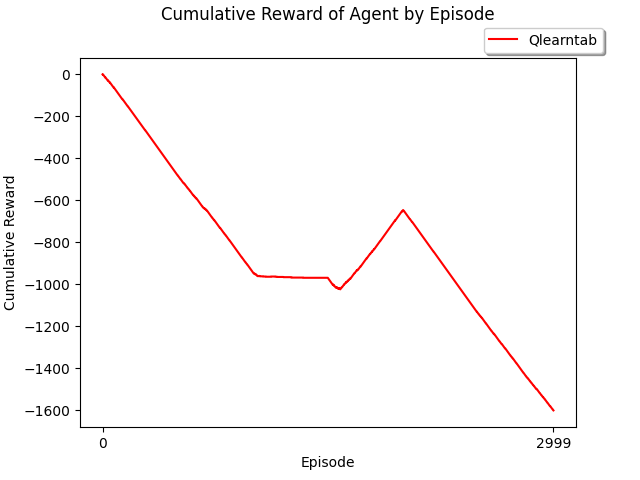 Cumulative Reward of Agent by Episode
Qlearntab
Cumulative Reward
0
−200
−400
−600
−800
−1000
−1200
−1400
−1600
0 2999
Episode